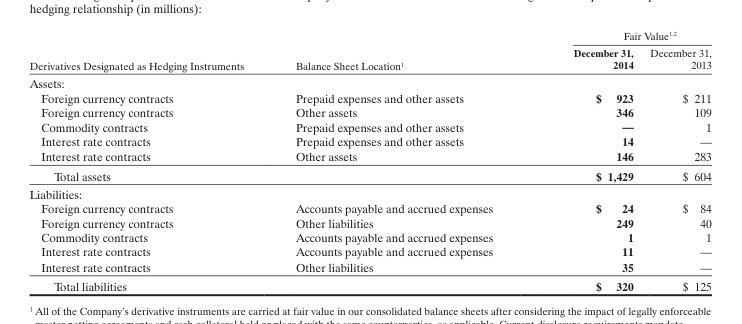 hedging relationship (in millions):
Fair Value1,2
December 31, December 31,
Derivatives Designated as Hedging Instruments Balance Sheet Location1 2014 2013
Assets:
Foreign currency contracts Prepaid expenses and other assets $ 923 $ 211
Foreign currency contracts Other assets 346 109
Commodity contracts Prepaid expenses and other assets — 1
Interest rate contracts Prepaid expenses and other assets 14 —
Interest rate contracts Other assets 146 283
Total assets $ 1,429 $ 604
Liabilities:
Foreign currency contracts Accounts payable and accrued expenses $ 24 $ 84
Foreign currency contracts Other liabilities 249 40
Commodity contracts Accounts payable and accrued expenses 1 1
Interest rate contracts Accounts payable and accrued expenses 11 —
Interest rate contracts Other liabilities 35 —
Total liabilities $ 320 $ 125
1 All of the Company's derivative instruments are carried at fair value in our consolidated balance sheets after considering the impact of legally enforceable